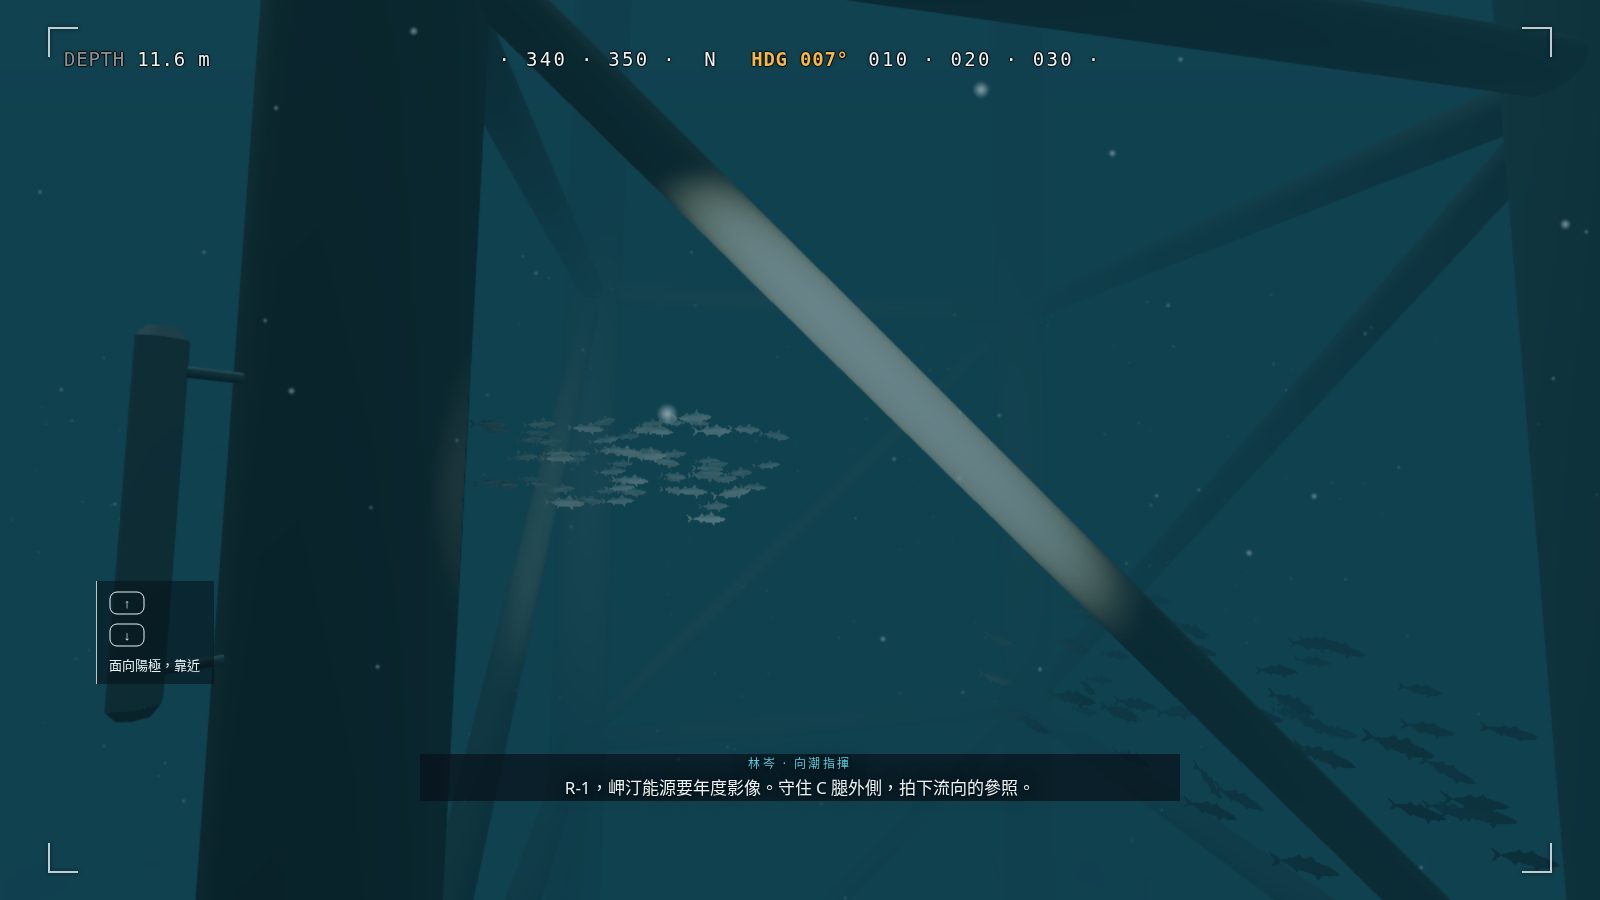 DEPTH 11.6 m
· 340 · 350 · N HDG 007° 010 · 020 · 030 ·
↑
↓
面向陽極，靠近
林岑 · 向潮指揮
R-1，岬汀能源要年度影像。守住 C 腿外側，拍下流向的參照。